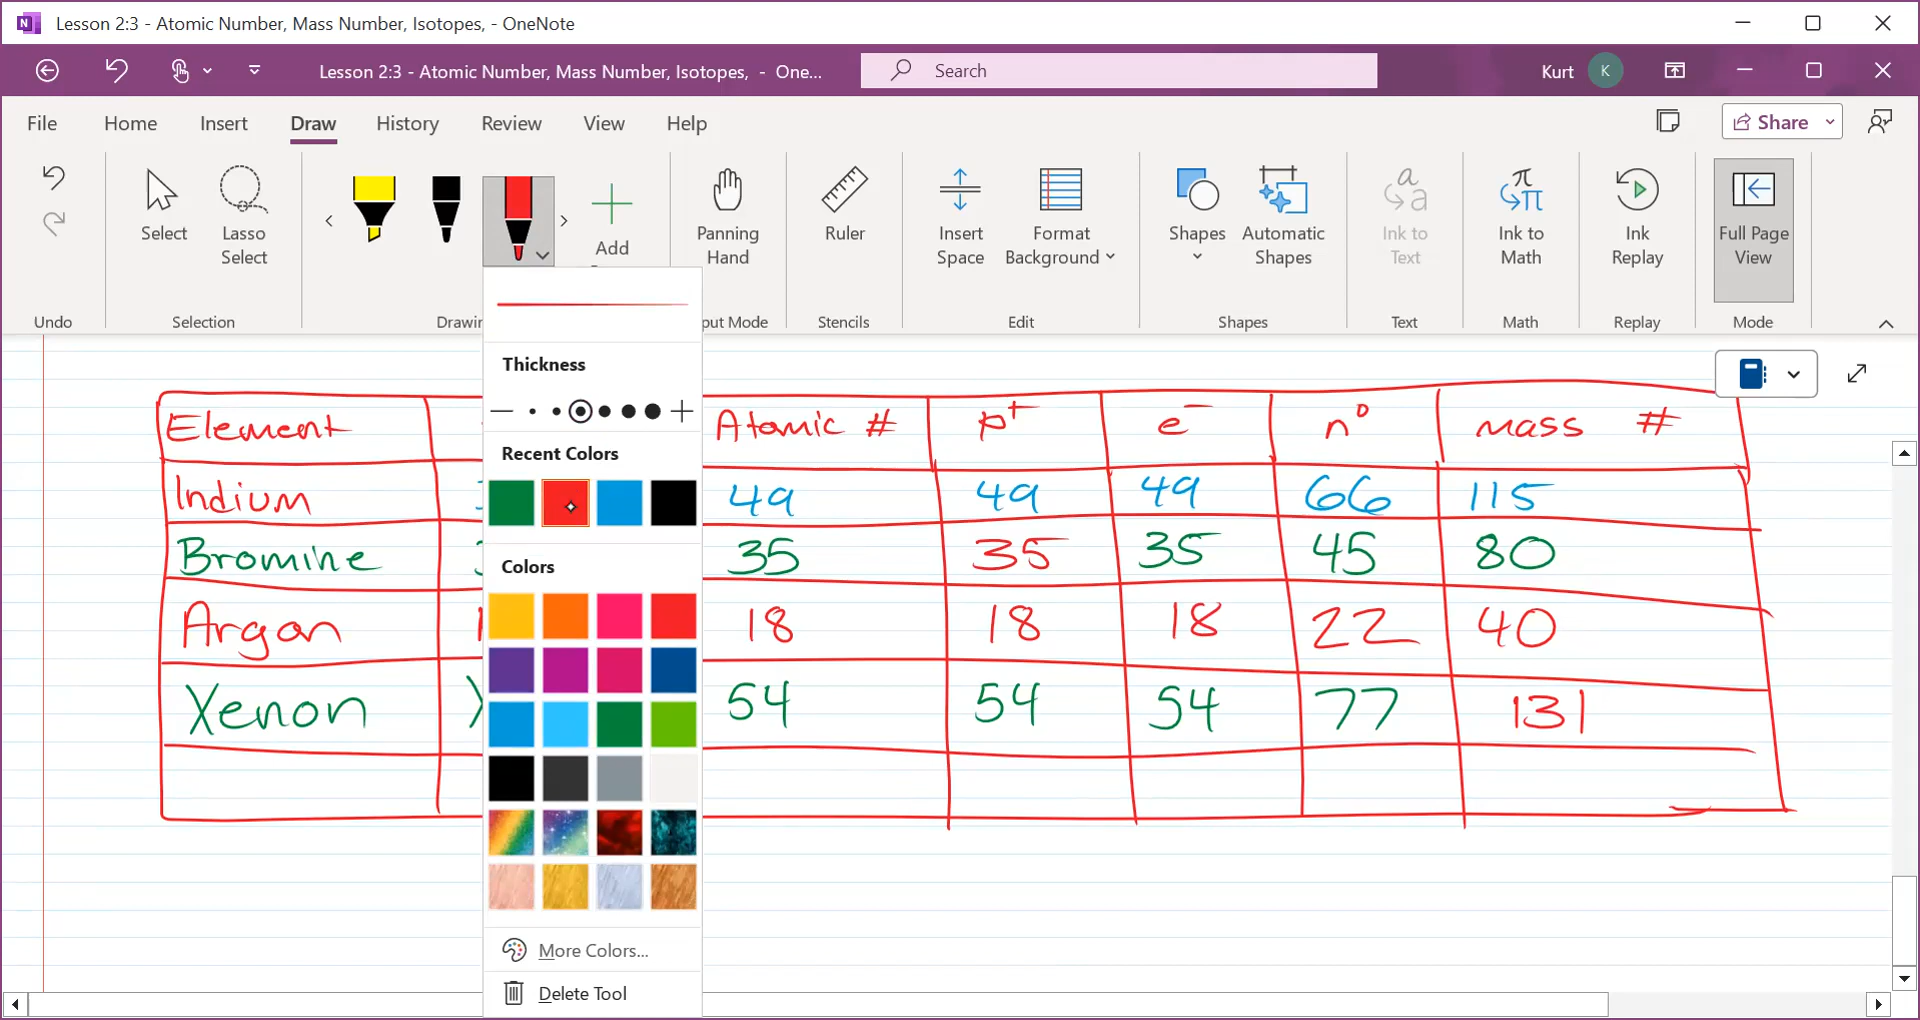 Lesson 2:3 - Atomic Number, Mass Number, Isotopes, - OneNote
Lesson 2:3 - Atomic Number, Mass Number, Isotopes, - One...
Search
Kurt K
File Home Insert Draw History Review View Help
Share
Select
Lasso Select
Add
Panning Hand
Ruler
Insert Space
Format Background
Shapes
Automatic Shapes
Ink to Text
Ink to Math
Ink Replay
Full Page View
Undo Selection Drawin put Mode Stencils Edit Shapes Text Math Replay Mode
Thickness
Recent Colors
Colors
More Colors...
Delete Tool
Element Atomic # p+ e- n° mass #
Indium 49 49 49 66 115
Bromine 35 35 35 45 80
Argon 18 18 18 22 40
Xenon X 54 54 54 77 131